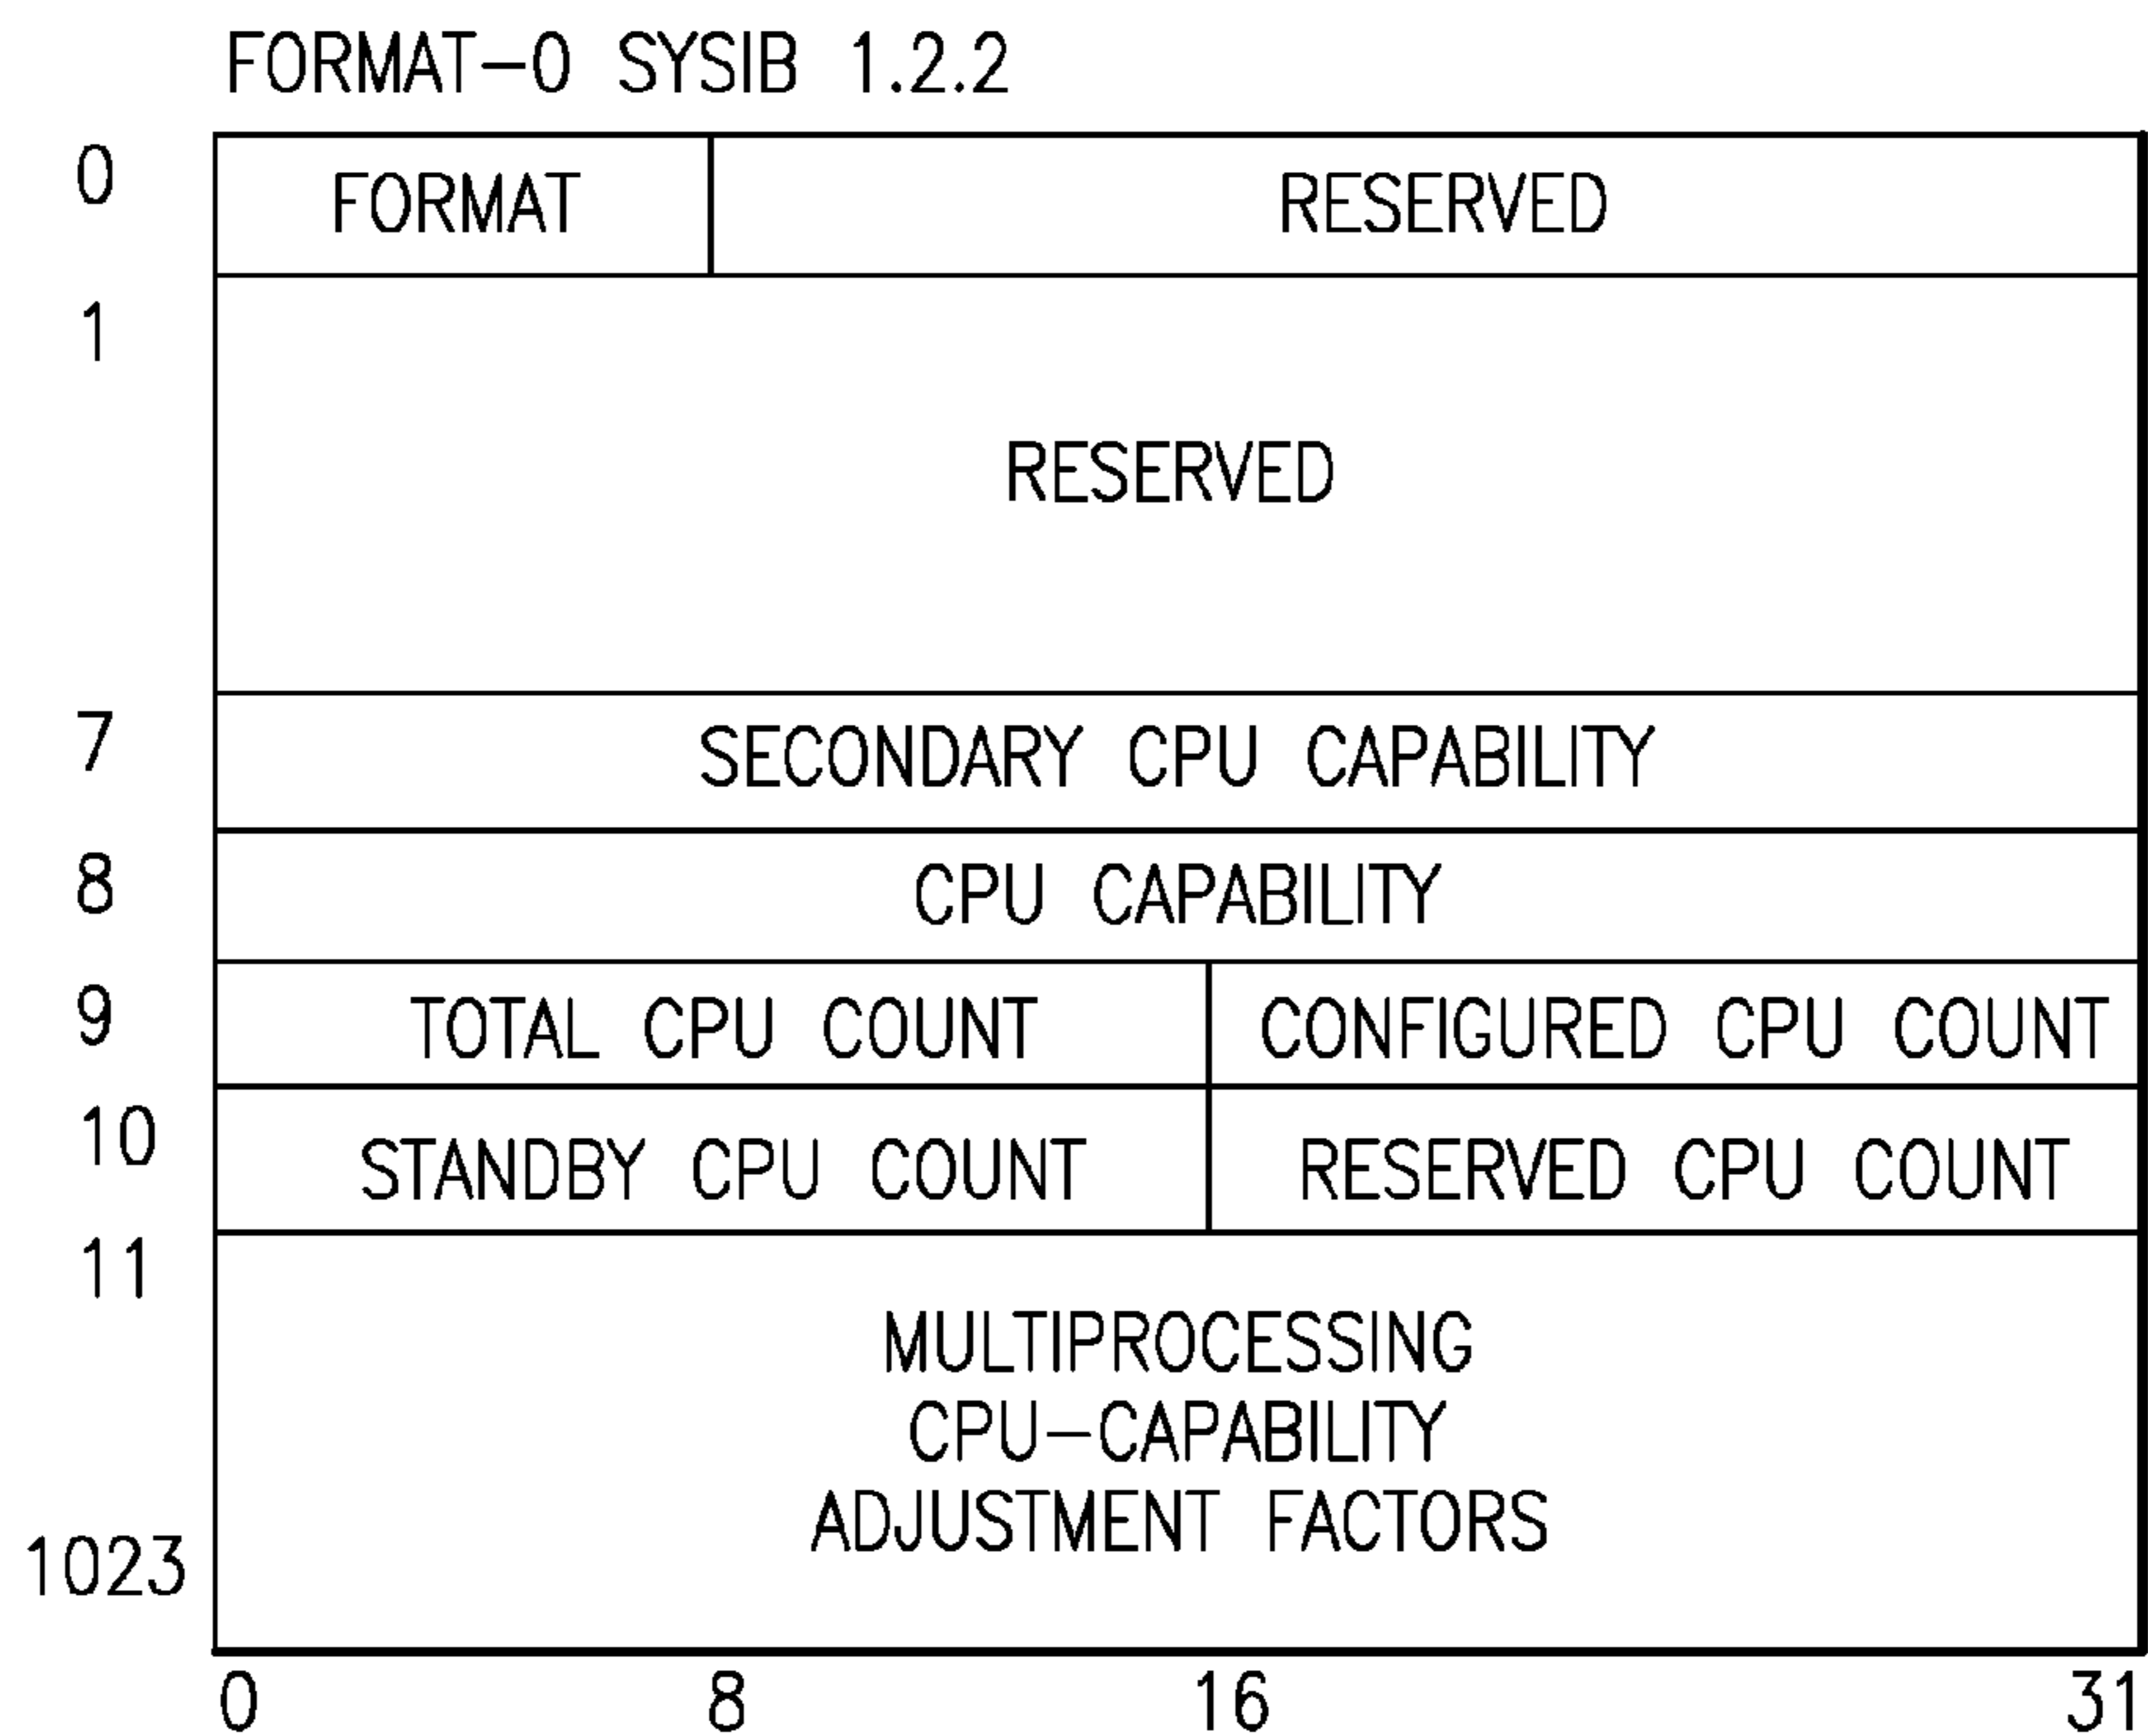 FORMAT-0 SYSIB 1.2.2
0 FORMAT RESERVED
1
RESERVED
7 SECONDARY CPU CAPABILITY
8 CPU CAPABILITY
9 TOTAL CPU COUNT CONFIGURED CPU COUNT
10 STANDBY CPU COUNT RESERVED CPU COUNT
11
MULTIPROCESSING
CPU-CAPABILITY
ADJUSTMENT FACTORS
1023
0 8 16 31